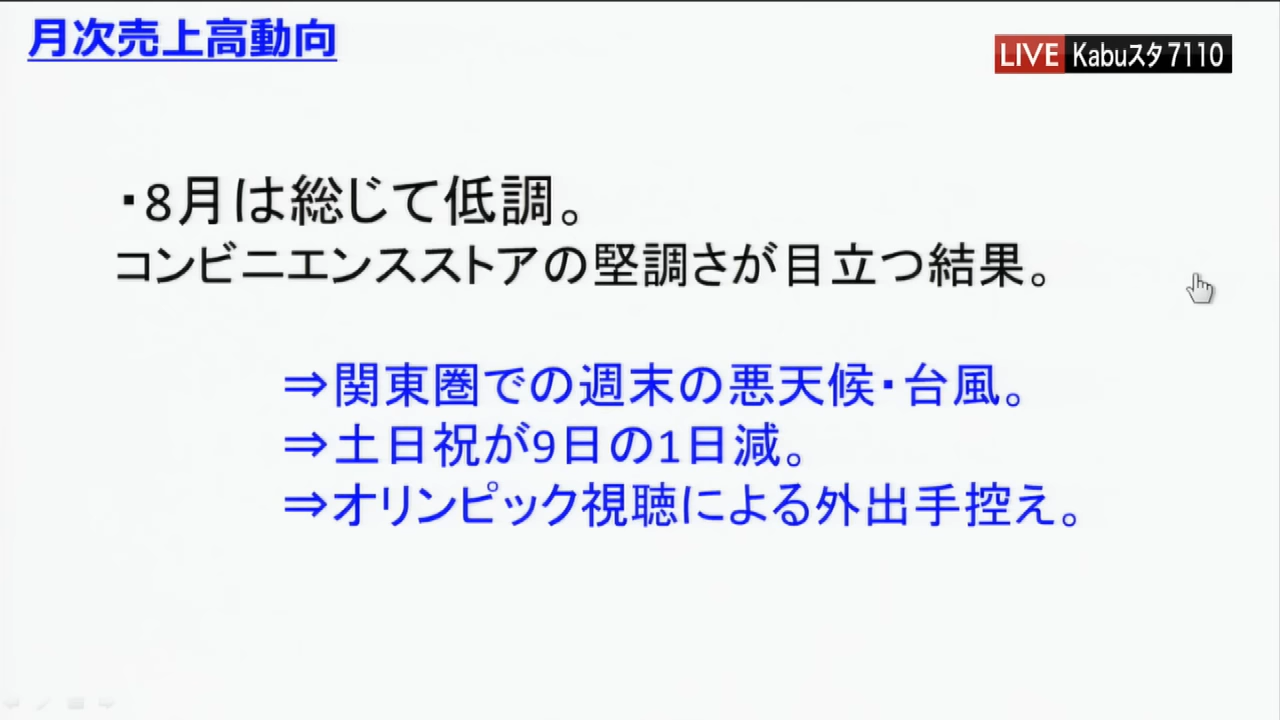 月次売上高動向
LIVE Kabuスタ 7110
・8月は総じて低調。
コンビニエンスストアの堅調さが目立つ結果。
⇒関東圏での週末の悪天候・台風。
⇒土日祝が9日の1日減。
⇒オリンピック視聴による外出手控え。